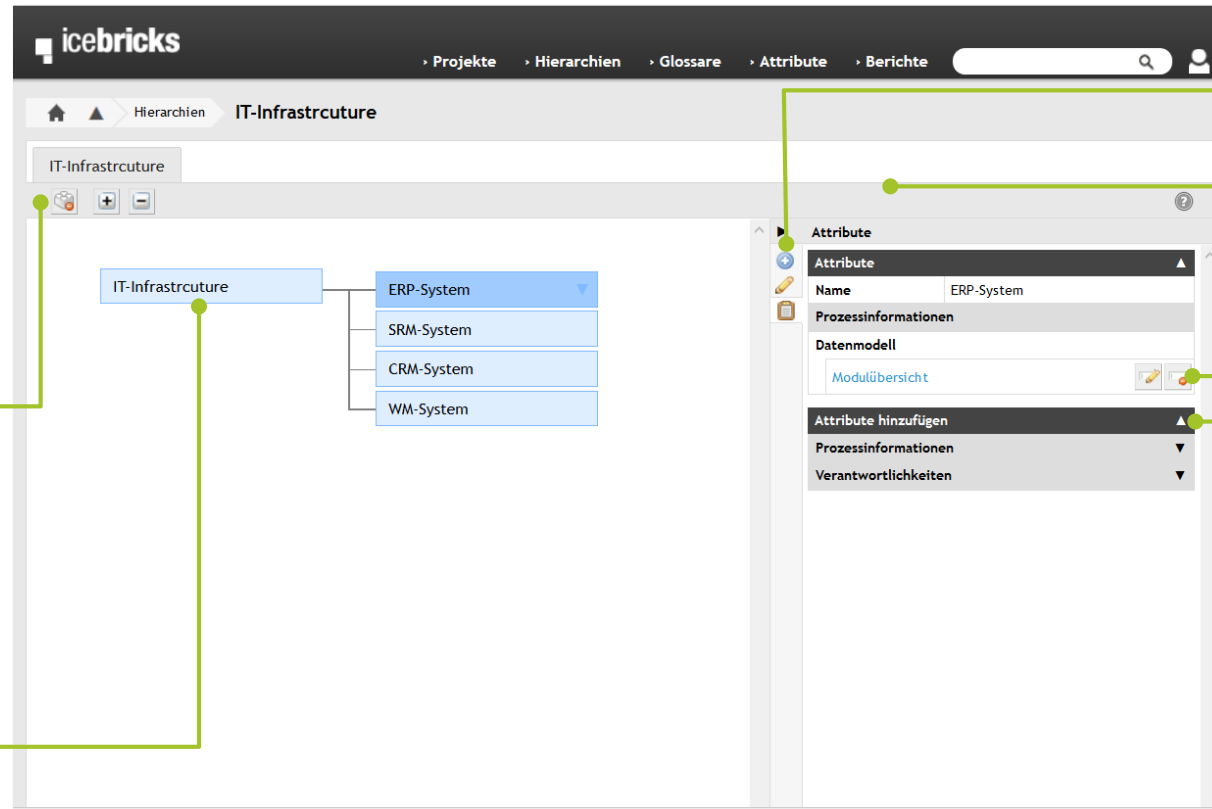 icebricks
› Projekte › Hierarchien › Glossare › Attribute › Berichte
Hierarchien IT-Infrastrcuture
IT-Infrastrcuture
Attribute
IT-Infrastrcuture
ERP-System
SRM-System
CRM-System
WM-System
Attribute
Name ERP-System
Prozessinformationen
Datenmodell
Modulübersicht
Attribute hinzufügen
Prozessinformationen
Verantwortlichkeiten